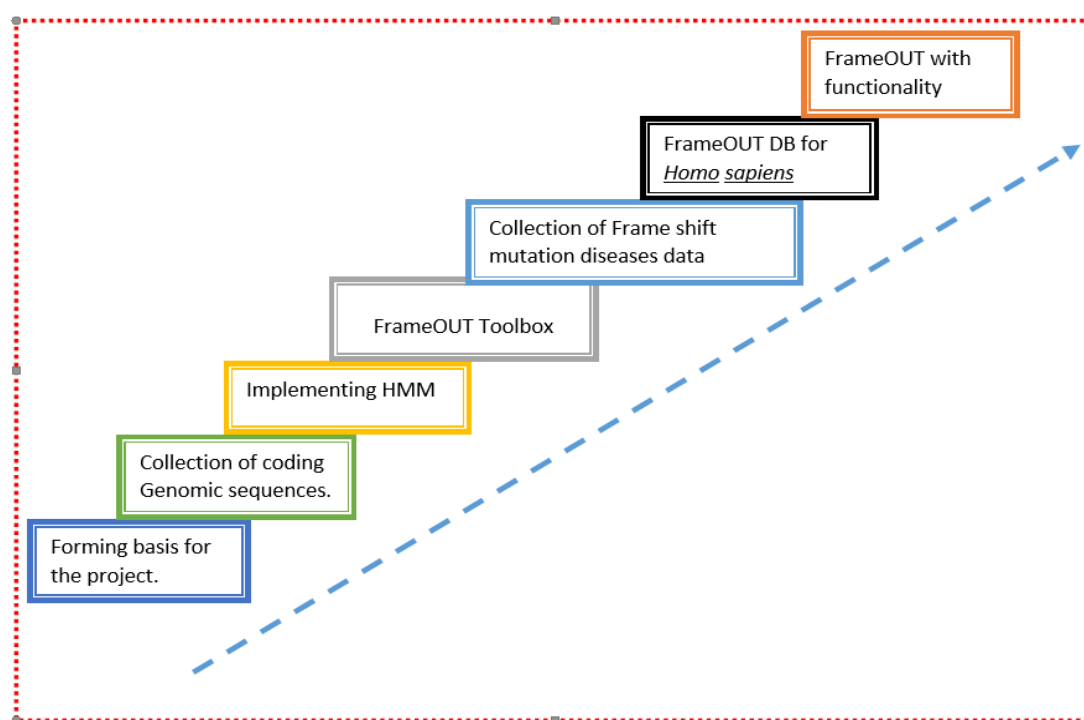 FrameOUT with
functionality
FrameOUT DB for
Homo sapiens
Collection of Frame shift
mutation diseases data
FrameOUT Toolbox
Implementing HMM
Collection of coding
Genomic sequences.
Forming basis for
the project.